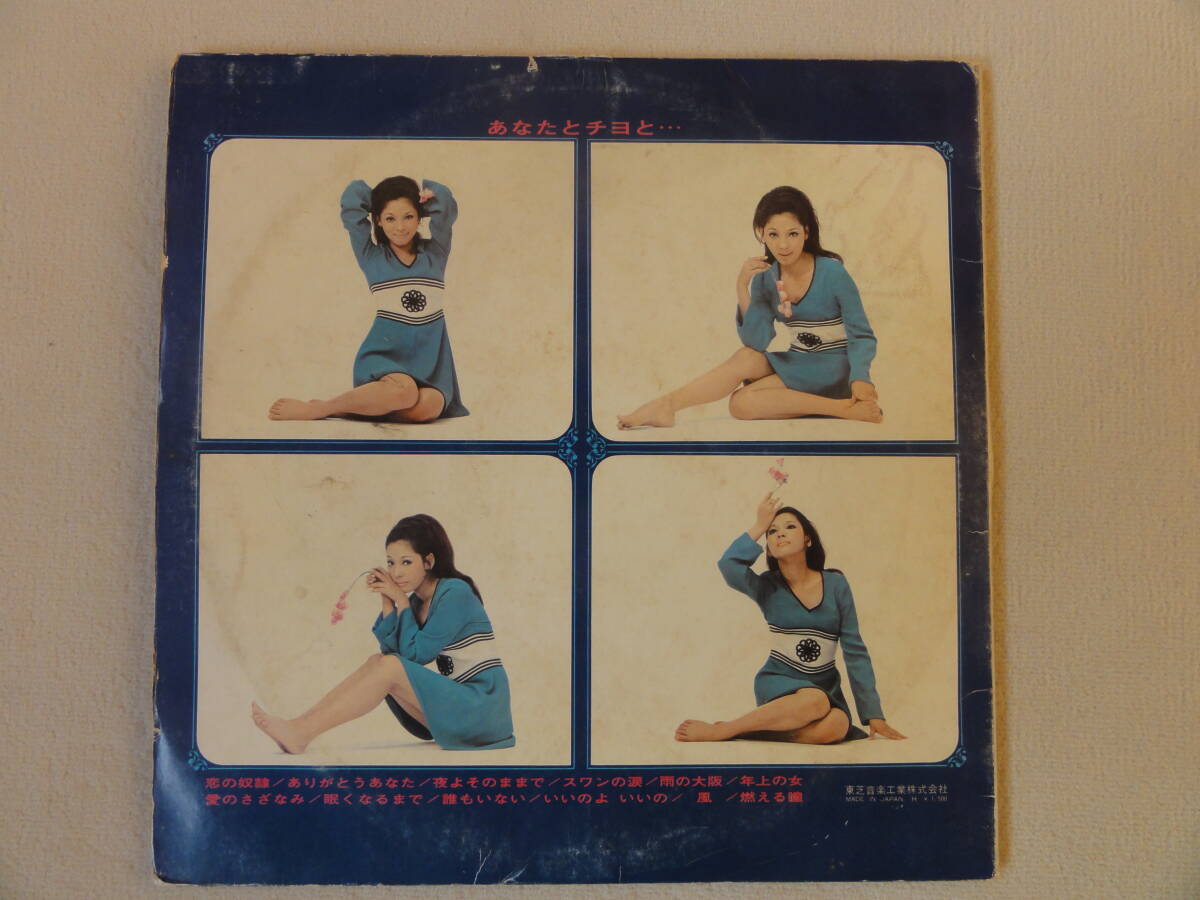 あなたとチヨと…
恋の奴隷/ありがとうあなた/夜よそのままで/スワンの涙/雨の大阪/年上の女
愛のさざなみ/眠くなるまで/誰もいない/いいのよ いいの/ 風 /燃える瞳
東芝音楽工業株式会社
MADE IN JAPAN H ¥1,500